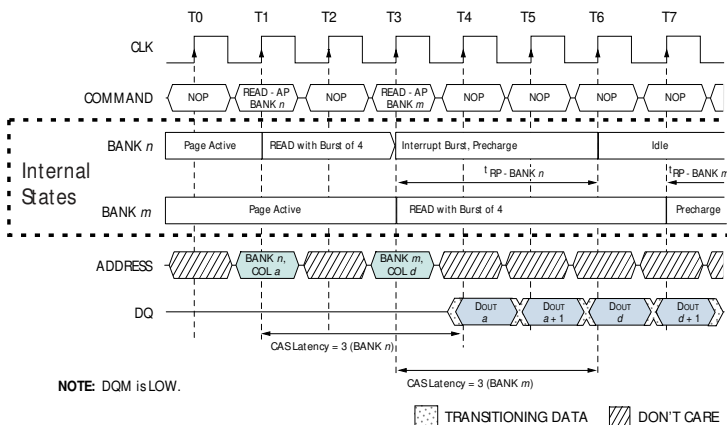 T0 T1 T2 T3 T4 T5 T6 T7
CLK
COMMAND NOP READ - AP BANK n NOP READ - AP BANK m NOP NOP NOP NOP
Internal States
BANK n Page Active READ with Burst of 4 Interrupt Burst, Precharge Idle
tRP - BANK n tRP - BANK m
BANK m Page Active READ with Burst of 4 Precharge
ADDRESS BANK n, COL a BANK m, COL d
DQ DOUT a DOUT a + 1 DOUT d DOUT d + 1
CAS Latency = 3 (BANK n)
CAS Latency = 3 (BANK m)
NOTE: DQM is LOW.
TRANSITIONING DATA DON'T CARE